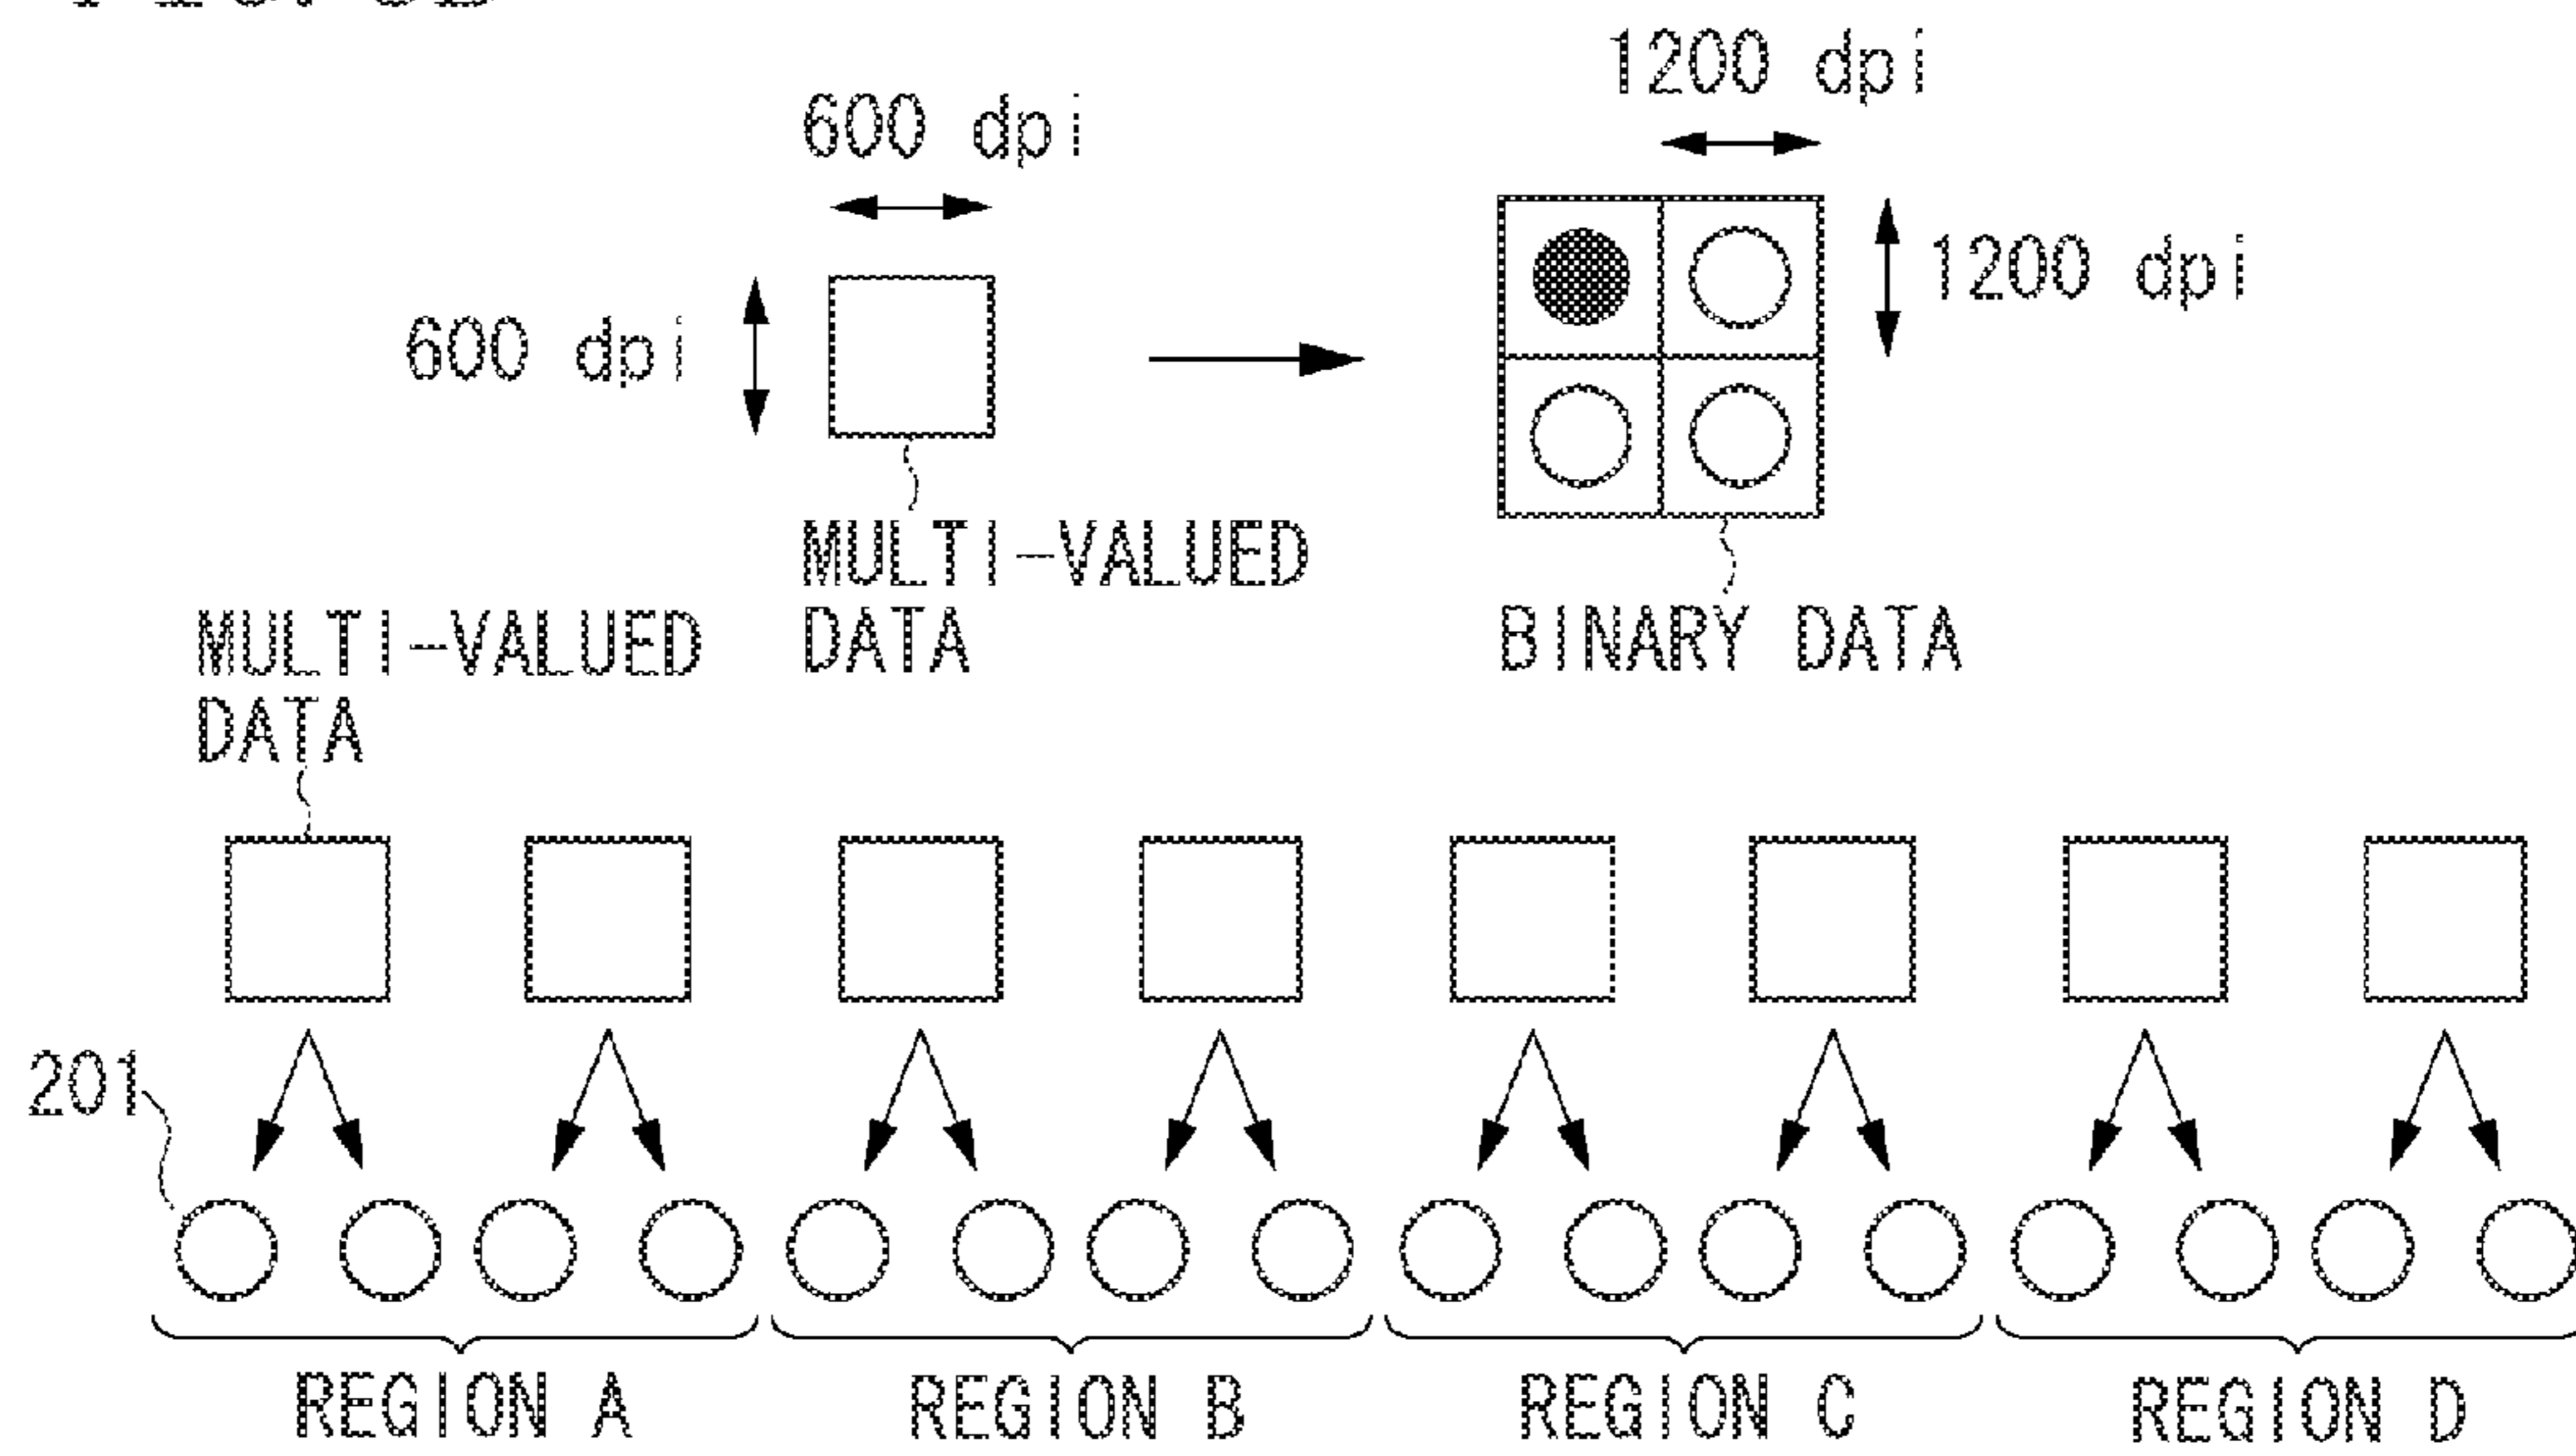 1200 dpi
600 dpi
1200 dpi
600 dpi
MULTI-VALUED
DATA
BINARY DATA
MULTI-VALUED
DATA
201
REGION A
REGION B
REGION C
REGION D